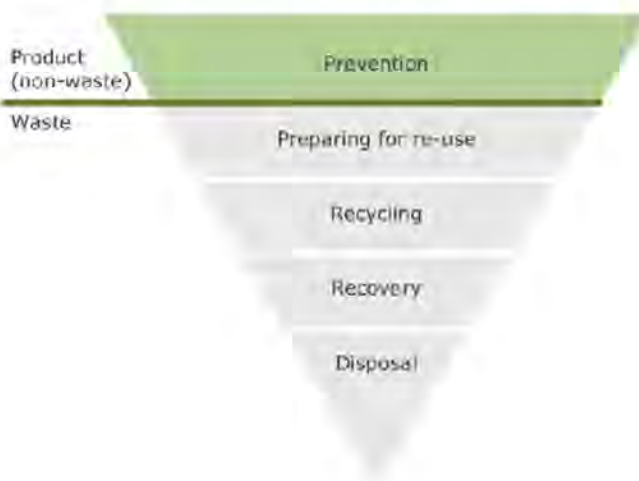 Product
(non-waste)
Prevention
Waste
Preparing for re-use
Recycling
Recovery
Disposal